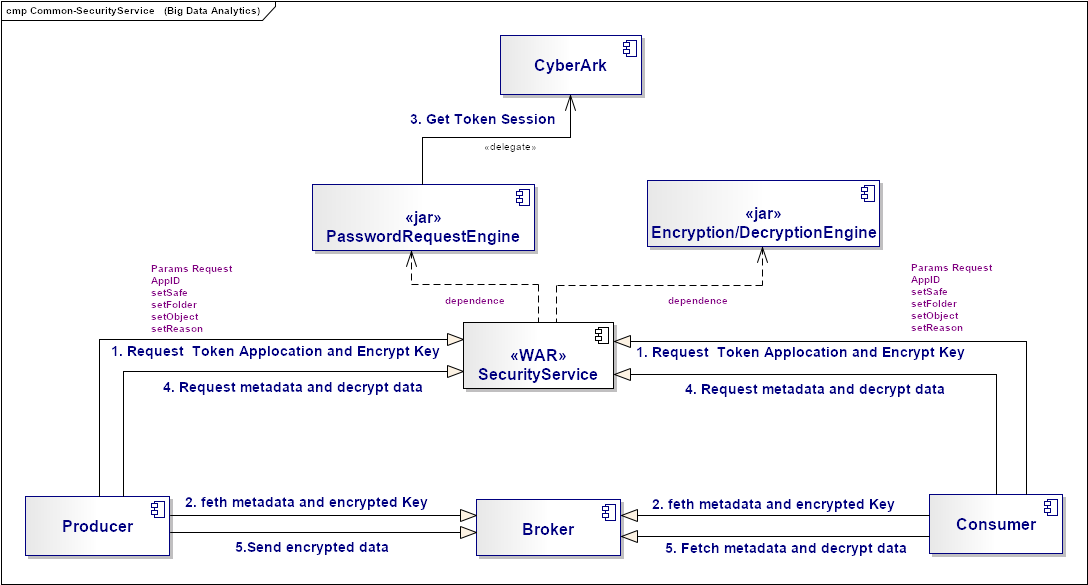 cmp Common-SecurityService   (Big Data Analytics)
CyberArk
3. Get Token Session
«delegate»
«jar»
PasswordRequestEngine
«jar»
Encryption/DecryptionEngine
Params Request
AppID
setSafe
setFolder
setObject
setReason
dependence
dependence
Params Request
AppID
setSafe
setFolder
setObject
setReason
1. Request  Token Applocation and Encrypt Key
«WAR»
SecurityService
1. Request  Token Applocation and Encrypt Key
4. Request metadata and decrypt data
4. Request metadata and decrypt data
Producer
2. feth metadata and encrypted Key
5.Send encrypted data
Broker
2. feth metadata and encrypted Key
5. Fetch metadata and decrypt data
Consumer